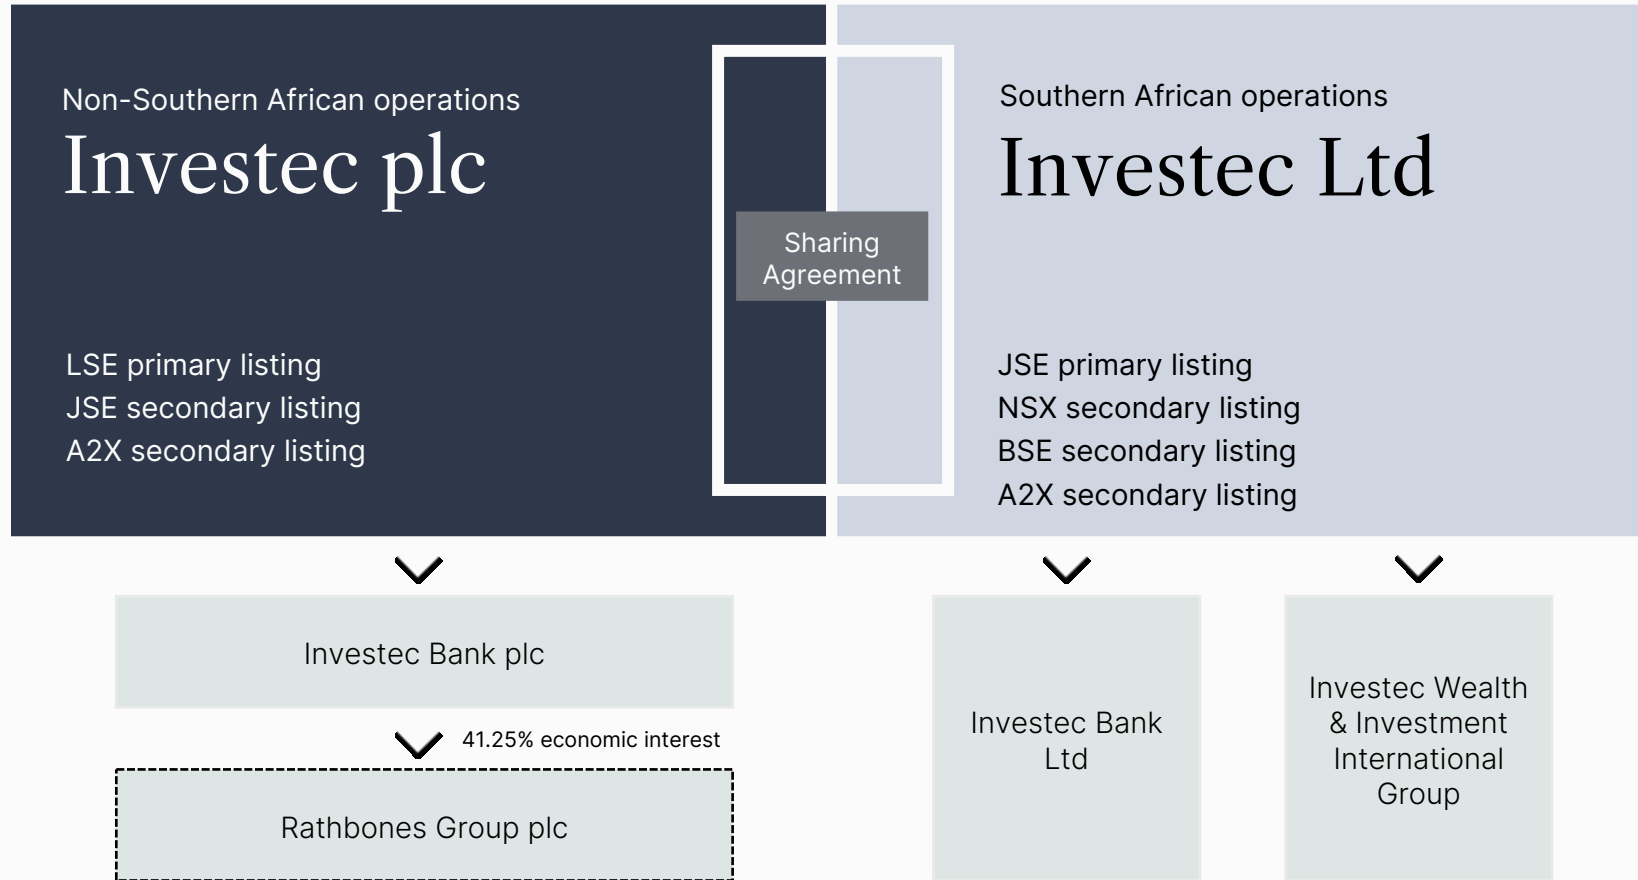 Non-Southern African operations
Investec plc
LSE primary listing
JSE secondary listing
A2X secondary listing
Sharing
Agreement
Southern African operations
Investec Ltd
JSE primary listing
NSX secondary listing
BSE secondary listing
A2X secondary listing
Investec Bank plc
41.25% economic interest
Rathbones Group plc
Investec Bank
Ltd
Investec Wealth
& Investment
International
Group